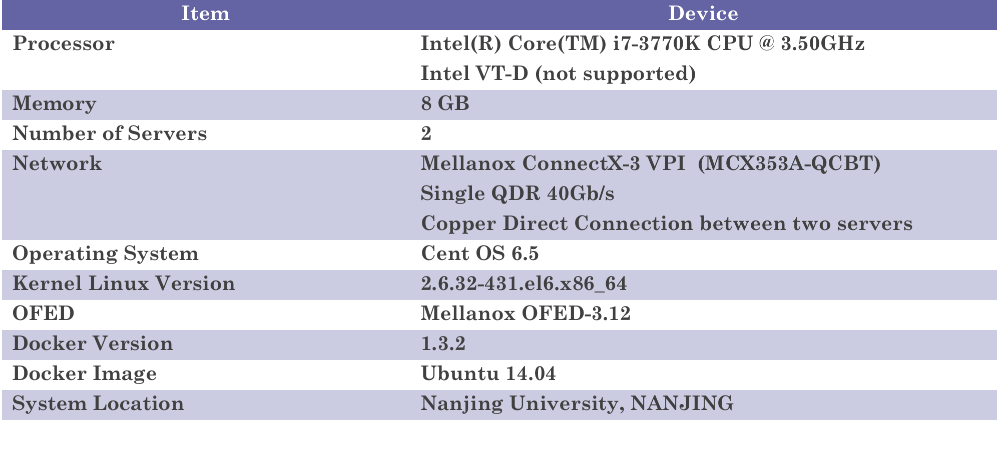 Item Device
Processor Intel(R) Core(TM) i7-3770K CPU @ 3.50GHz
Intel VT-D (not supported)
Memory 8 GB
Number of Servers 2
Network Mellanox ConnectX-3 VPI  (MCX353A-QCBT)
Single QDR 40Gb/s
Copper Direct Connection between two servers
Operating System Cent OS 6.5
Kernel Linux Version 2.6.32-431.el6.x86_64
OFED Mellanox OFED-3.12
Docker Version 1.3.2
Docker Image Ubuntu 14.04
System Location Nanjing University, NANJING